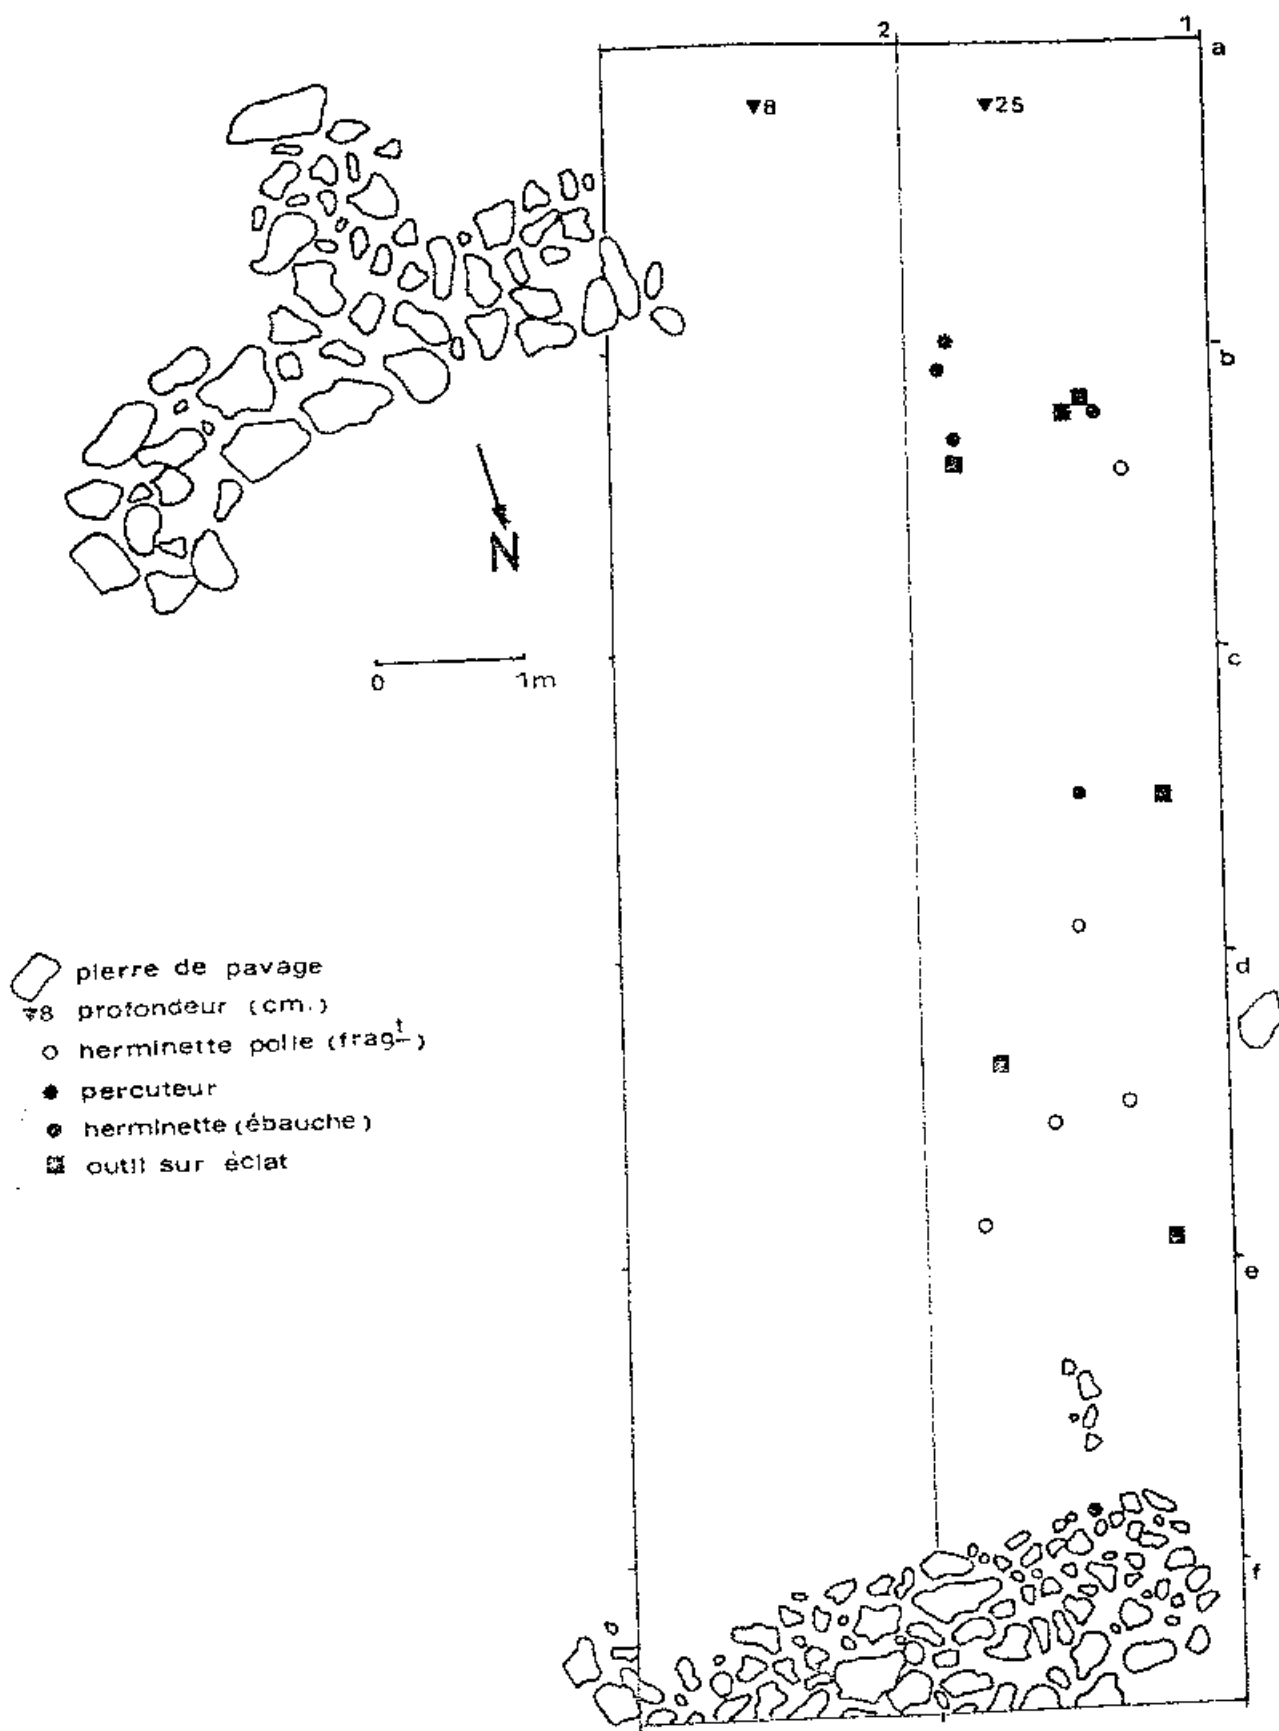 2
1
a
▼8
▼25
b
N
c
0 1m
d
pierre de pavage
▼8 profondeur (cm.)
herminette polie (fragt)
percuteur
herminette (ébauche)
outil sur éclat
e
f